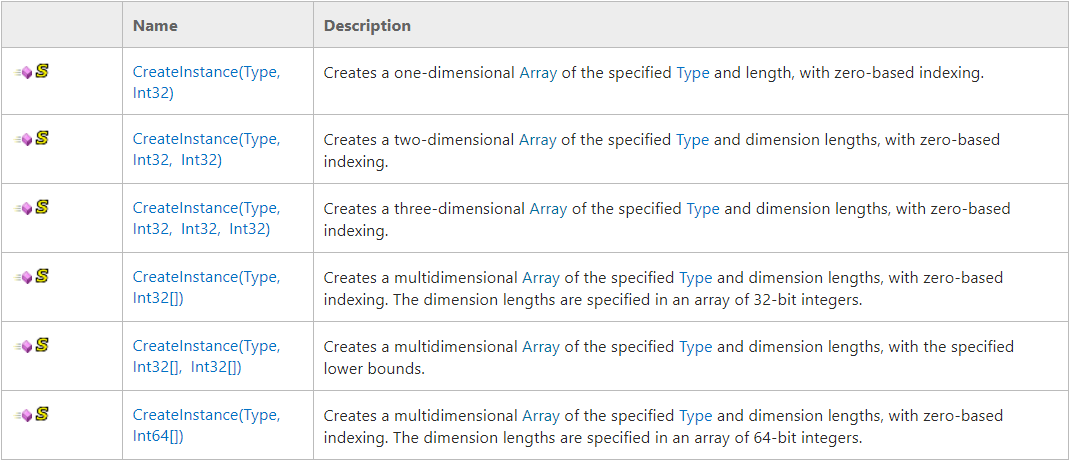 Name Description
CreateInstance(Type, Creates a one-dimensional Array of the specified Type and length, with zero-based indexing.
Int32)
CreateInstance(Type, Creates a two-dimensional Array of the specified Type and dimension lengths, with zero-based
Int32, Int32) indexing.
CreateInstance(Type, Creates a three-dimensional Array of the specified Type and dimension lengths, with zero-based
Int32, Int32, Int32) indexing.
CreateInstance(Type, Creates a multidimensional Array of the specified Type and dimension lengths, with zero-based
Int32[]) indexing. The dimension lengths are specified in an array of 32-bit integers.
CreateInstance(Type, Creates a multidimensional Array of the specified Type and dimension lengths, with the specified
Int32[], Int32[]) lower bounds.
CreateInstance(Type, Creates a multidimensional Array of the specified Type and dimension lengths, with zero-based
Int64[]) indexing. The dimension lengths are specified in an array of 64-bit integers.